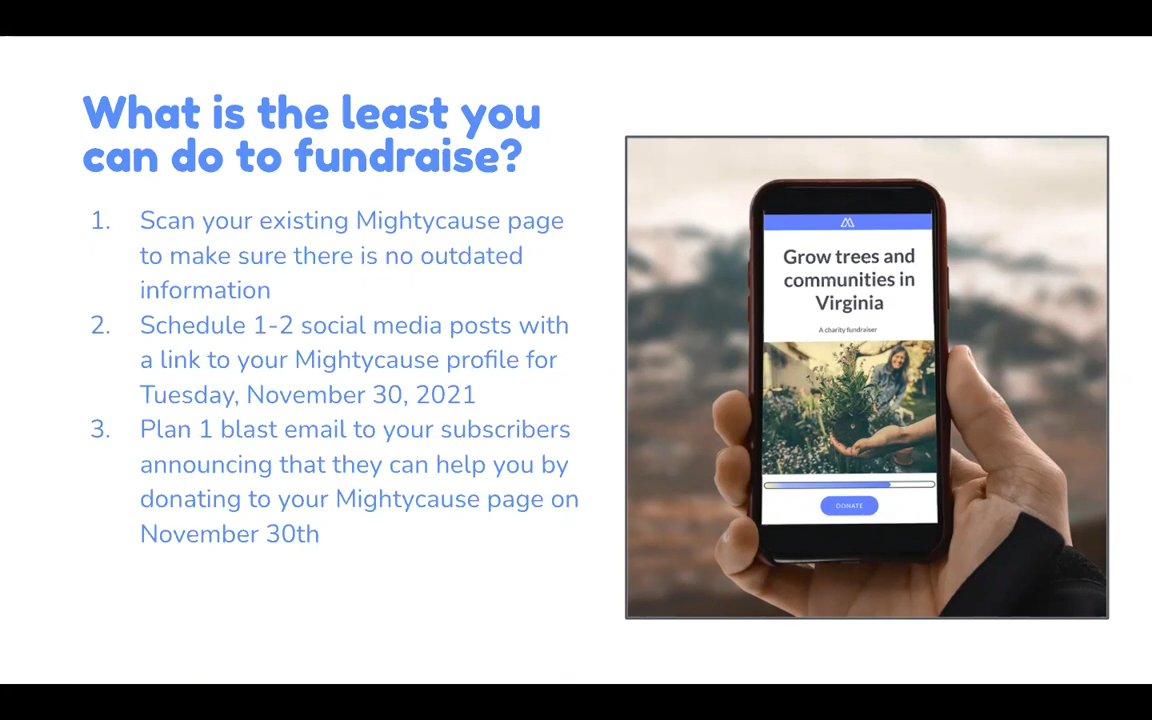 What is the least you
can do to fundraise?
1. Scan your existing Mightycause page
to make sure there is no outdated
information
2. Schedule 1-2 social media posts with
a link to your Mightycause profile for
Tuesday, November 30, 2021
3. Plan 1 blast email to your subscribers
announcing that they can help you by
donating to your Mightycause page on
November 30th
Grow trees and
communities in
Virginia
A charity fundraiser
DONATE